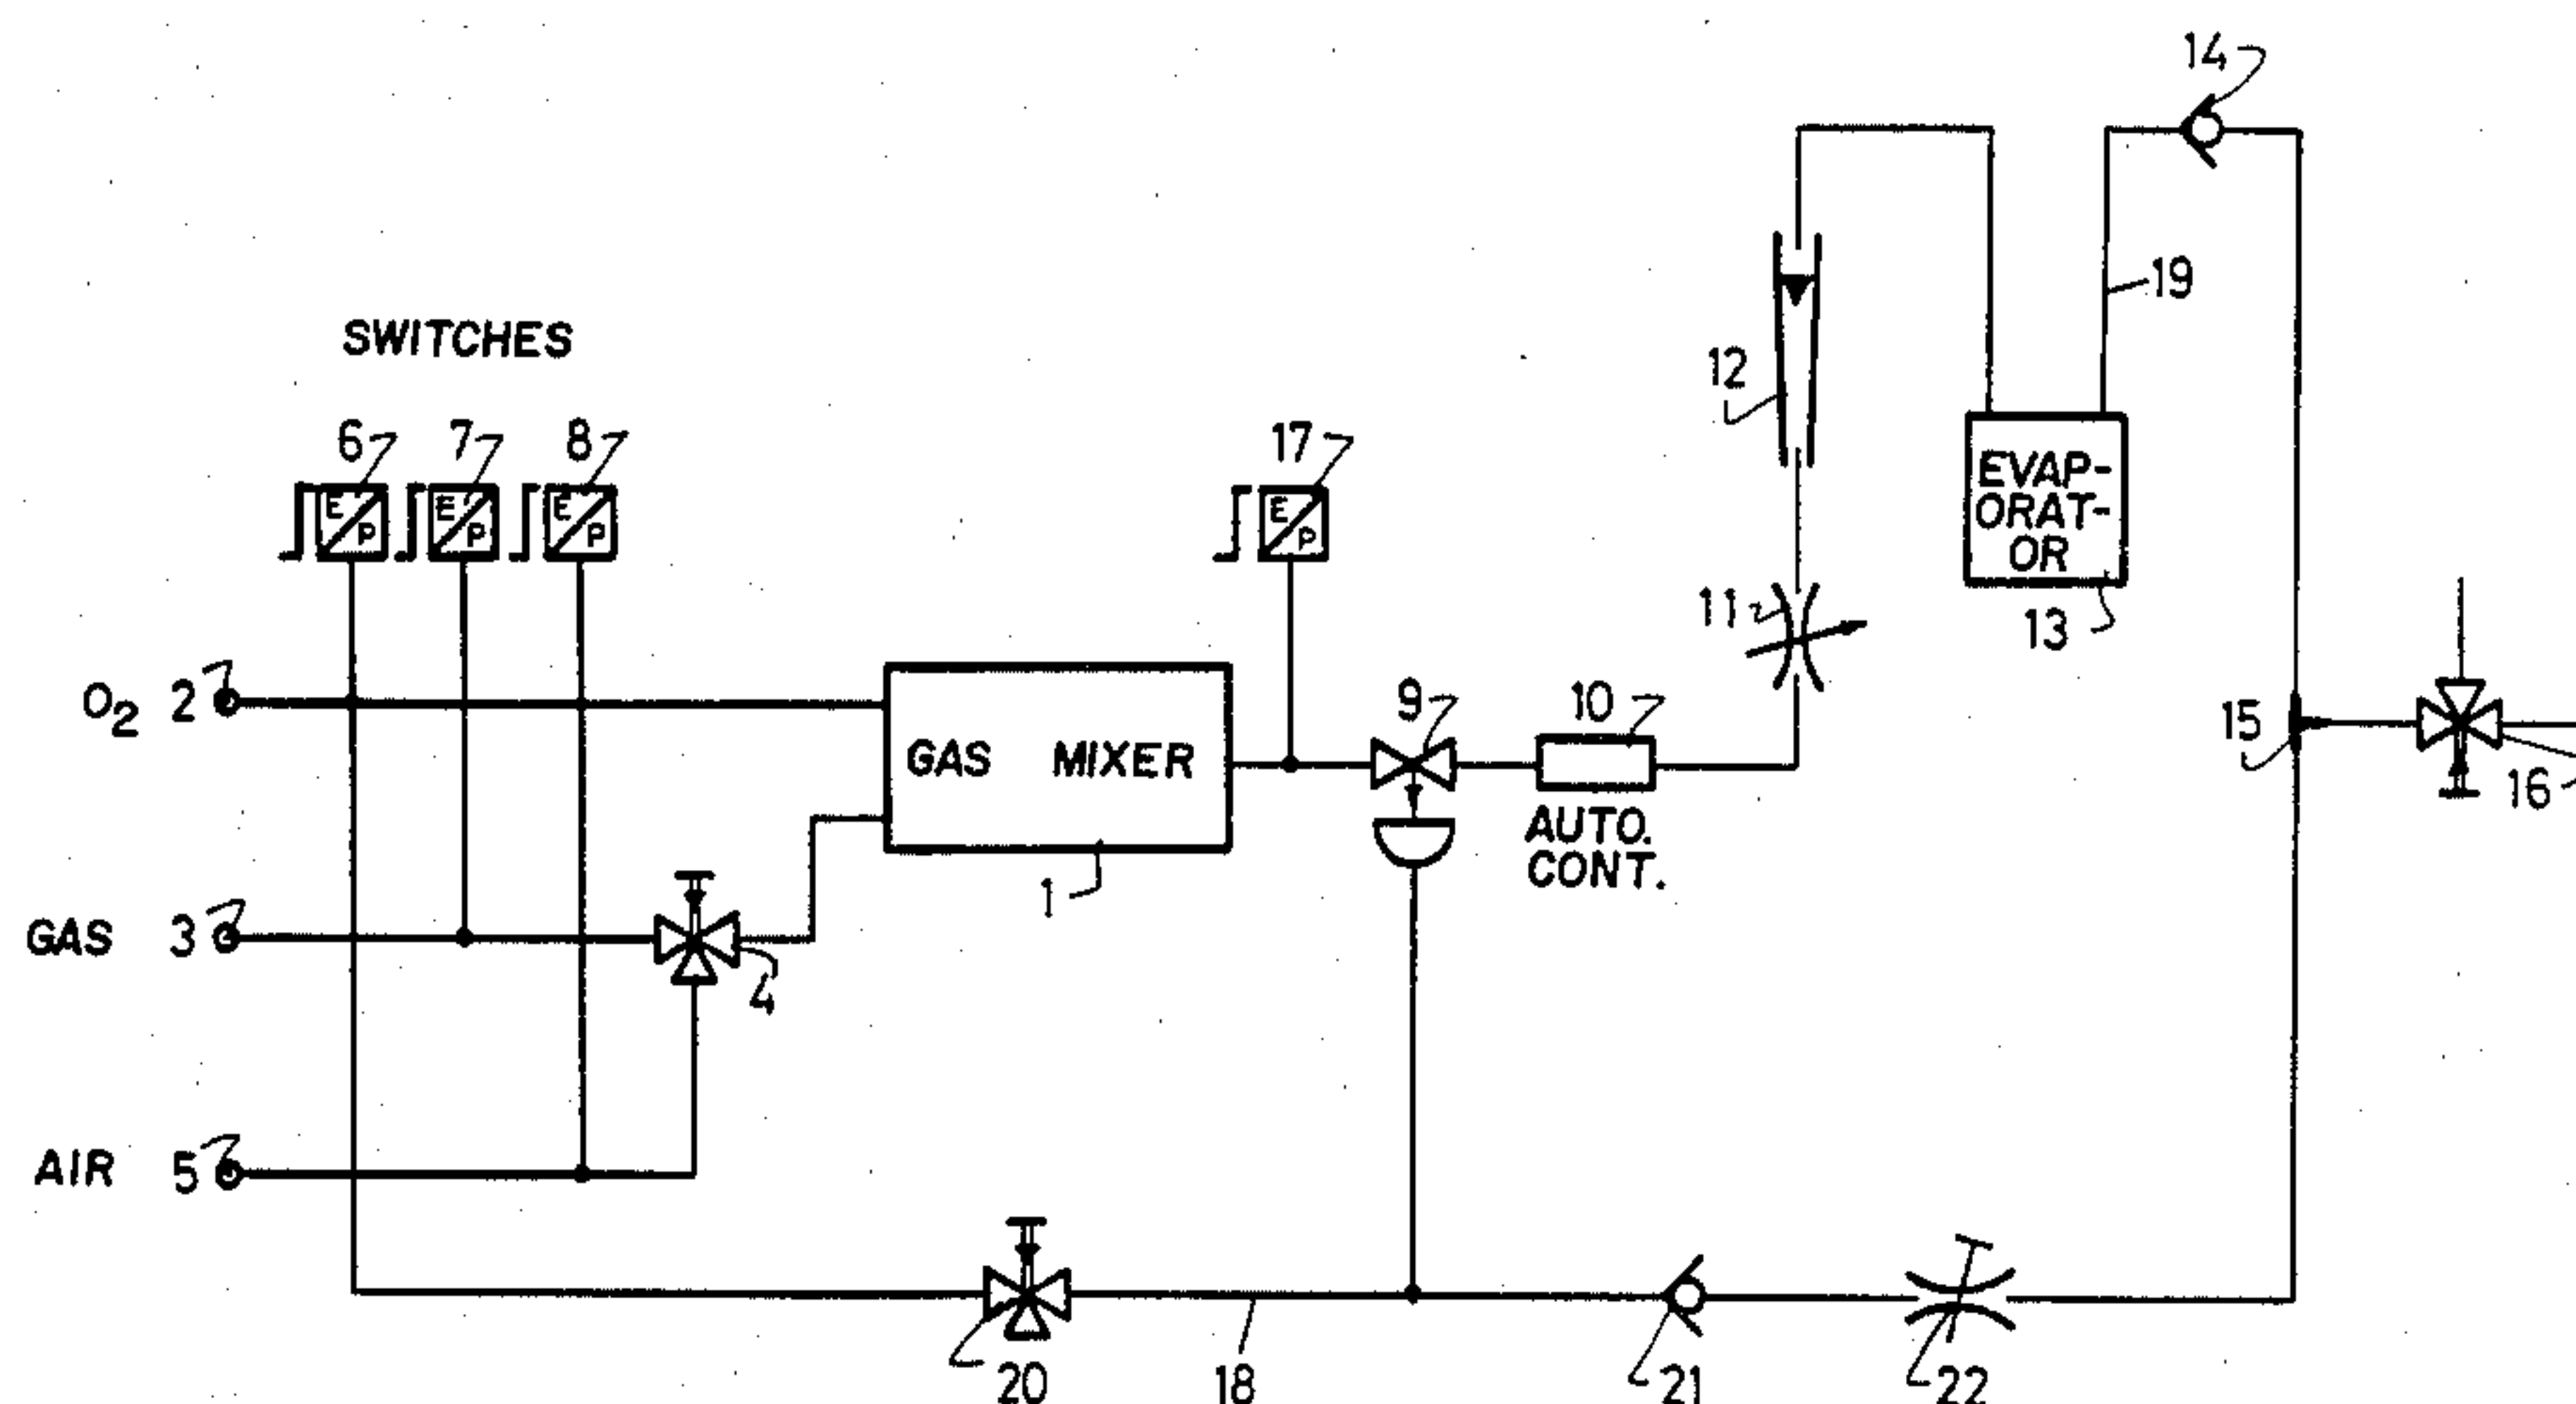 14
19
SWITCHES
12
6 7 8 17
E P E P E P E P
EVAP-
ORAT-
OR
11
13
O2 2
9 10
15
GAS MIXER
16
AUTO.
CONT.
1
GAS 3
4
AIR 5
20 18 21 22